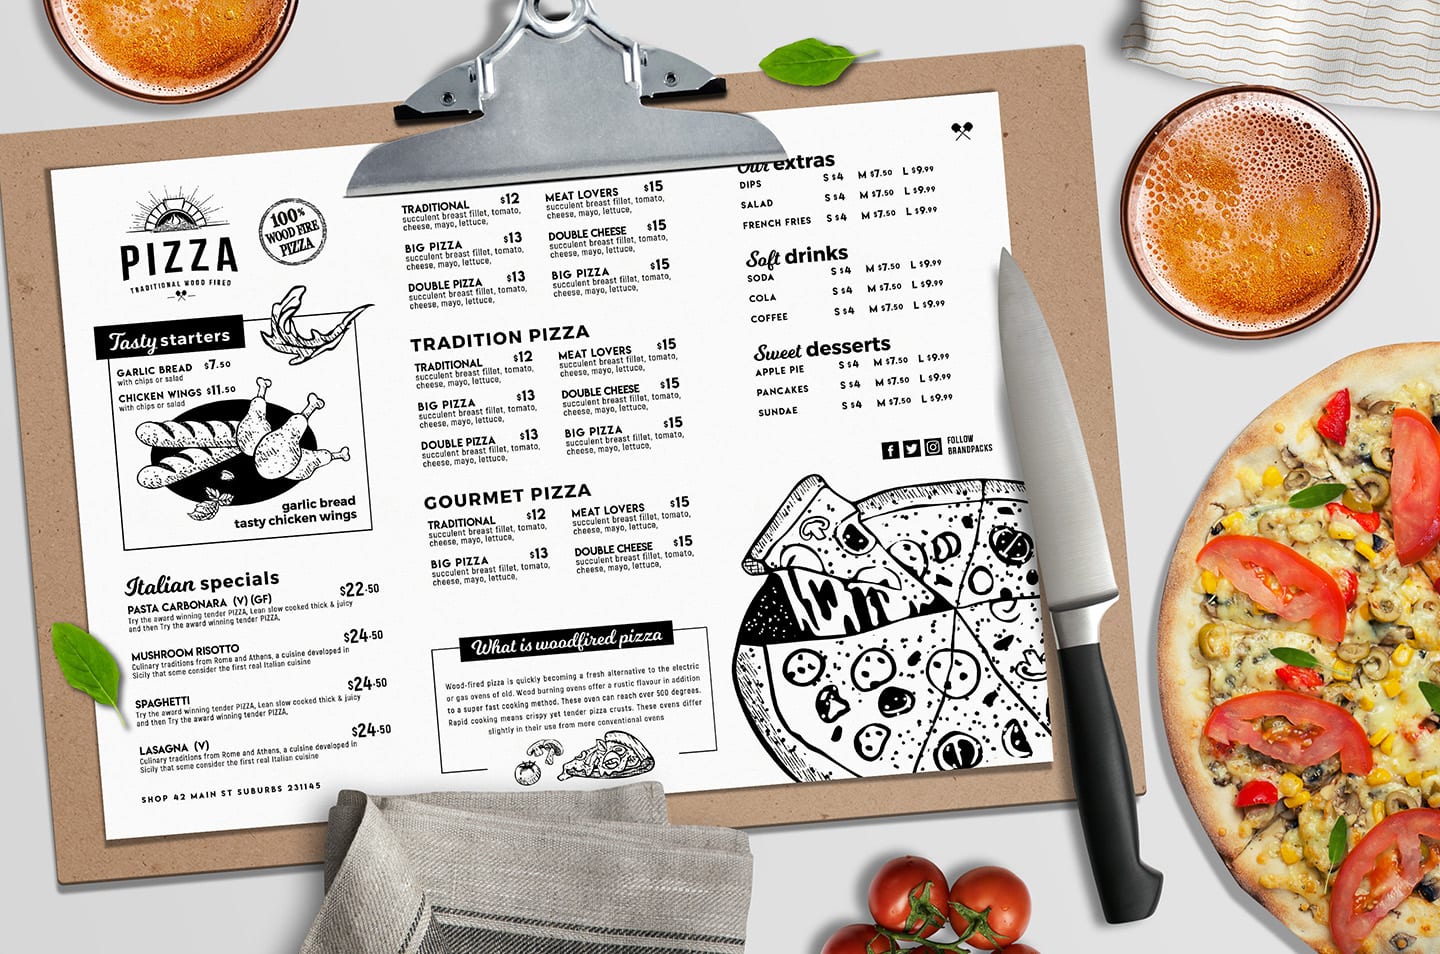 PIZZA
TRADITIONAL WOOD FIRED
100%
WOOD FIRE
PIZZA
Tasty starters
GARLIC BREAD $7.50
with chips or salad
CHICKEN WINGS $11.50
with chips or salad
garlic bread
tasty chicken wings
Italian specials
PASTA CARBONARA (V) (GF) $22.50
Try the award winning tender PIZZA, Lean slow cooked thick & juicy
and then Try the award winning tender PIZZA,
MUSHROOM RISOTTO $24.50
Culinary traditions from Rome and Athens, a cuisine developed in
Sicily that some consider the first real Italian cuisine
SPAGHETTI $24.50
Try the award winning tender PIZZA, Lean slow cooked thick & juicy
and then Try the award winning tender PIZZA,
LASAGNA (V) $24.50
Culinary traditions from Rome and Athens, a cuisine developed in
Sicily that some consider the first real Italian cuisine
SHOP 42 MAIN ST SUBURBS 231145
TRADITIONAL $12
succulent breast fillet, tomato,
cheese, mayo, lettuce,
BIG PIZZA $13
succulent breast fillet, tomato,
cheese, mayo, lettuce,
DOUBLE PIZZA $13
succulent breast fillet, tomato,
cheese, mayo, lettuce,
MEAT LOVERS $15
succulent breast fillet, tomato,
cheese, mayo, lettuce,
DOUBLE CHEESE $15
succulent breast fillet, tomato,
cheese, mayo, lettuce,
BIG PIZZA $15
succulent breast fillet, tomato,
cheese, mayo, lettuce,
TRADITION PIZZA
TRADITIONAL $12
succulent breast fillet, tomato,
cheese, mayo, lettuce,
BIG PIZZA $13
succulent breast fillet, tomato,
cheese, mayo, lettuce,
DOUBLE PIZZA $13
succulent breast fillet, tomato,
cheese, mayo, lettuce,
MEAT LOVERS $15
succulent breast fillet, tomato,
cheese, mayo, lettuce,
DOUBLE CHEESE $15
succulent breast fillet, tomato,
cheese, mayo, lettuce,
BIG PIZZA $15
succulent breast fillet, tomato,
cheese, mayo, lettuce,
GOURMET PIZZA
TRADITIONAL $12
succulent breast fillet, tomato,
cheese, mayo, lettuce,
BIG PIZZA $13
succulent breast fillet, tomato,
cheese, mayo, lettuce,
MEAT LOVERS $15
succulent breast fillet, tomato,
cheese, mayo, lettuce,
DOUBLE CHEESE $15
succulent breast fillet, tomato,
cheese, mayo, lettuce,
What is woodfired pizza
Wood-fired pizza is quickly becoming a fresh alternative to the electric
or gas ovens of old. Wood burning ovens offer a rustic flavour in addition
to a super fast cooking method. These oven can reach over 500 degrees.
Rapid cooking means crispy yet tender pizza crusts. These ovens differ
slightly in their use from more conventional ovens
Our extras
DIPS S $4 M $7.50 L $9.99
SALAD S $4 M $7.50 L $9.99
FRENCH FRIES S $4 M $7.50 L $9.99
Soft drinks
SODA S $4 M $7.50 L $9.99
COLA S $4 M $7.50 L $9.99
COFFEE S $4 M $7.50 L $9.99
Sweet desserts
APPLE PIE S $4 M $7.50 L $9.99
PANCAKES S $4 M $7.50 L $9.99
SUNDAE S $4 M $7.50 L $9.99
FOLLOW
BRANDPACKS